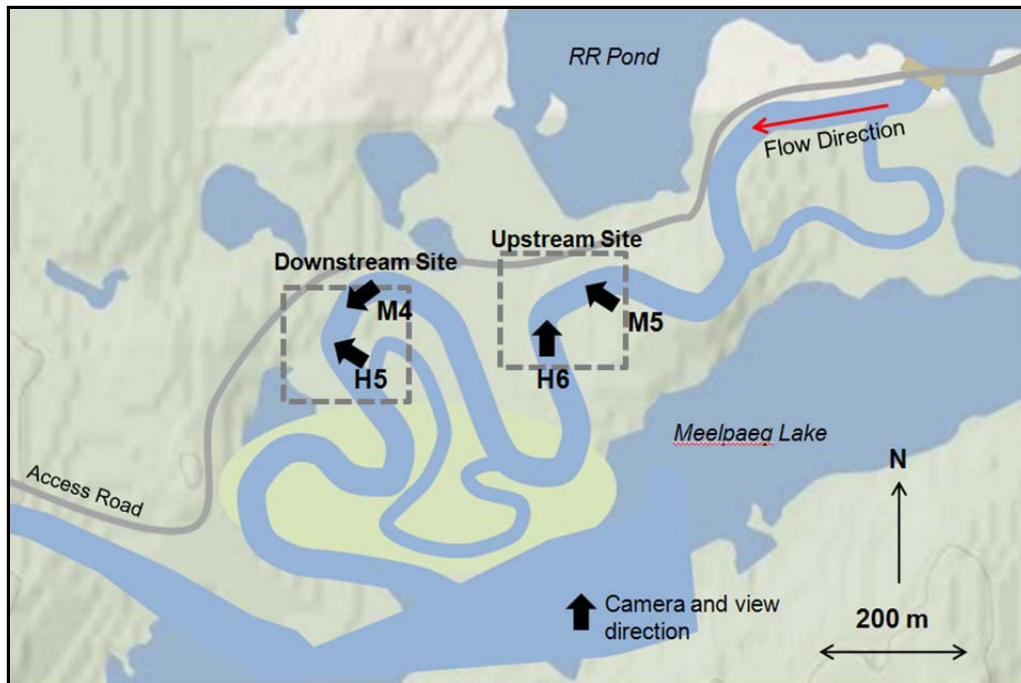 RR Pond
Flow Direction
Upstream Site
Downstream Site
M4
M5
H5
H6
Meelpaeg Lake
N
Access Road
Camera and view
direction
200 m